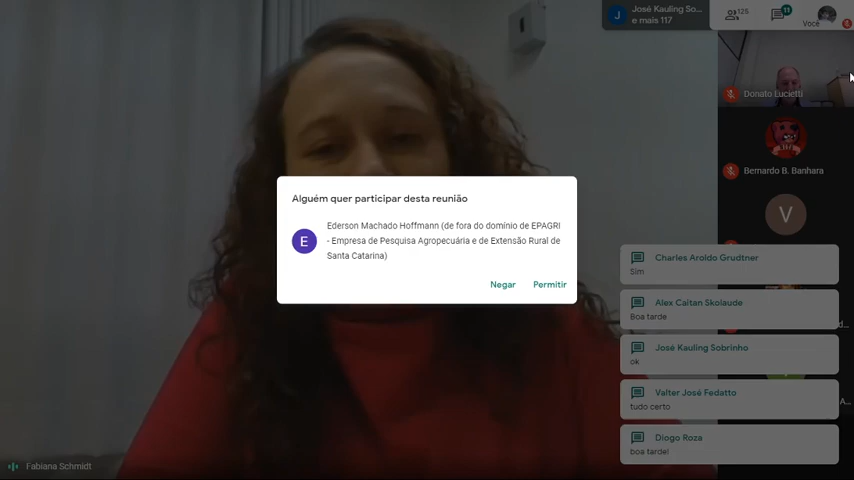 José Kauling So...
e mais 117
125
11
Você
Donato Lucietti
Bernardo B. Banhara
Alguém quer participar desta reunião
Ederson Machado Hoffmann (de fora do domínio de EPAGRI
- Empresa de Pesquisa Agropecuária e de Extensão Rural de
Santa Catarina)
Negar
Permitir
Charles Aroldo Grudtner
Sim
Alex Caitan Skolaude
Boa tarde
José Kauling Sobrinho
ok
Valter José Fedatto
tudo certo
Diogo Roza
boa tarde!
Fabiana Schmidt
J
E
V